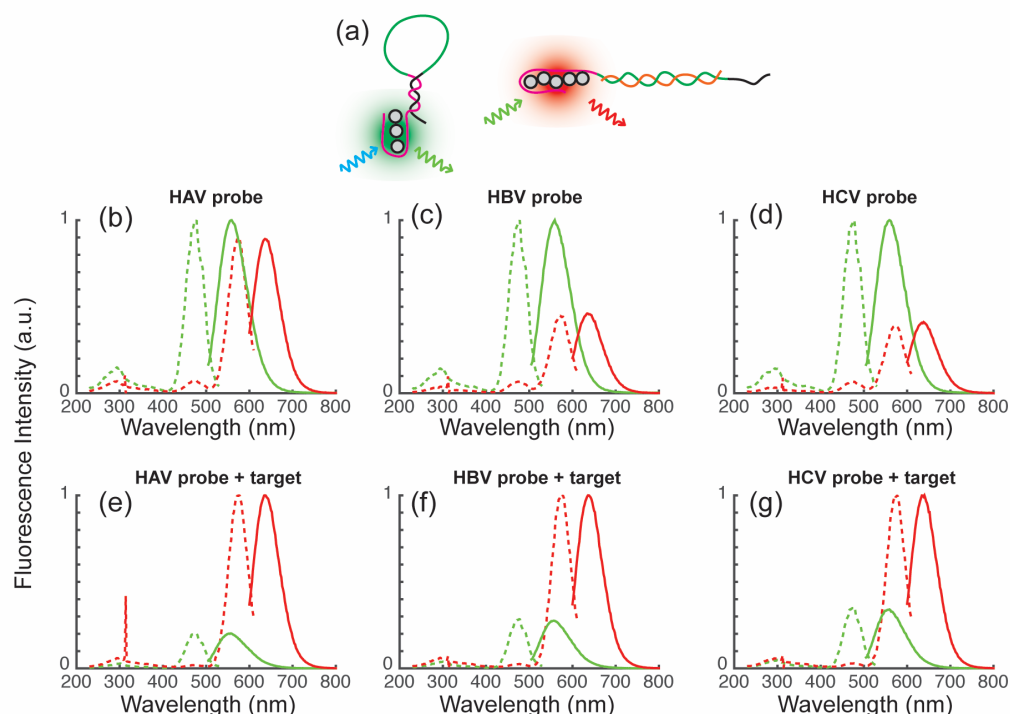 (a)
HAV probe
HBV probe
HCV probe
(b)
(c)
(d)
1
0
200 300 400 500 600 700 800
Wavelength (nm)
1
0
200 300 400 500 600 700 800
Wavelength (nm)
1
0
200 300 400 500 600 700 800
Wavelength (nm)
Fluorescence Intensity (a.u.)
HAV probe + target
HBV probe + target
HCV probe + target
(e)
(f)
(g)
1
0
200 300 400 500 600 700 800
Wavelength (nm)
1
0
200 300 400 500 600 700 800
Wavelength (nm)
1
0
200 300 400 500 600 700 800
Wavelength (nm)